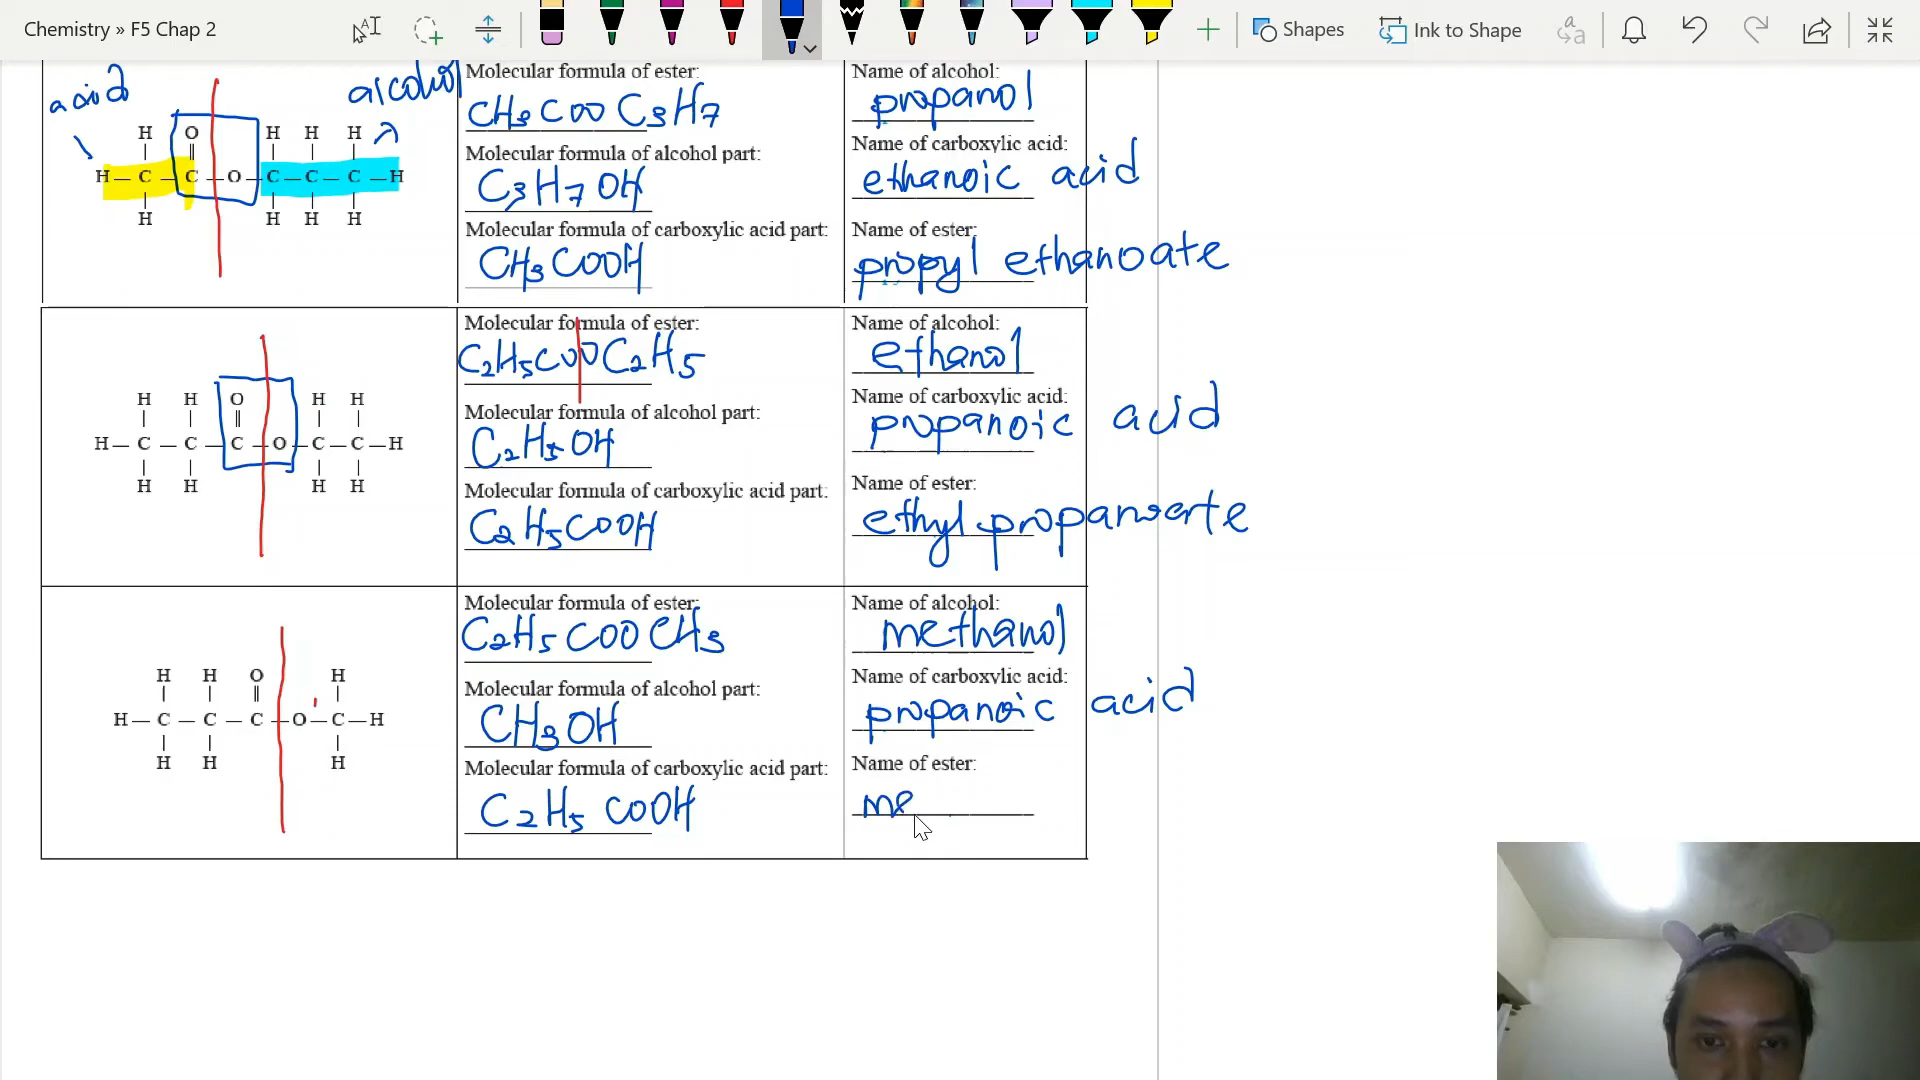 Chemistry » F5 Chap 2
Shapes
Ink to Shape
acid
alcohol
H O H H H
H – C – C – O – C – C – C – H
H H H H
Molecular formula of ester:
CH3COOC3H7
Molecular formula of alcohol part:
C3H7OH
Molecular formula of carboxylic acid part:
CH3COOH
Name of alcohol:
propanol
Name of carboxylic acid:
ethanoic acid
Name of ester:
propyl ethanoate
H H O H H
H – C – C – C – O – C – C – H
H H H H
Molecular formula of ester:
C2H5COOC2H5
Molecular formula of alcohol part:
C2H5OH
Molecular formula of carboxylic acid part:
C2H5COOH
Name of alcohol:
ethanol
Name of carboxylic acid:
propanoic acid
Name of ester:
ethyl propanoate
H H O H
H – C – C – C – O – C – H
H H H
Molecular formula of ester:
C2H5COOCH3
Molecular formula of alcohol part:
CH3OH
Molecular formula of carboxylic acid part:
C2H5COOH
Name of alcohol:
methanol
Name of carboxylic acid:
propanoic acid
Name of ester:
me